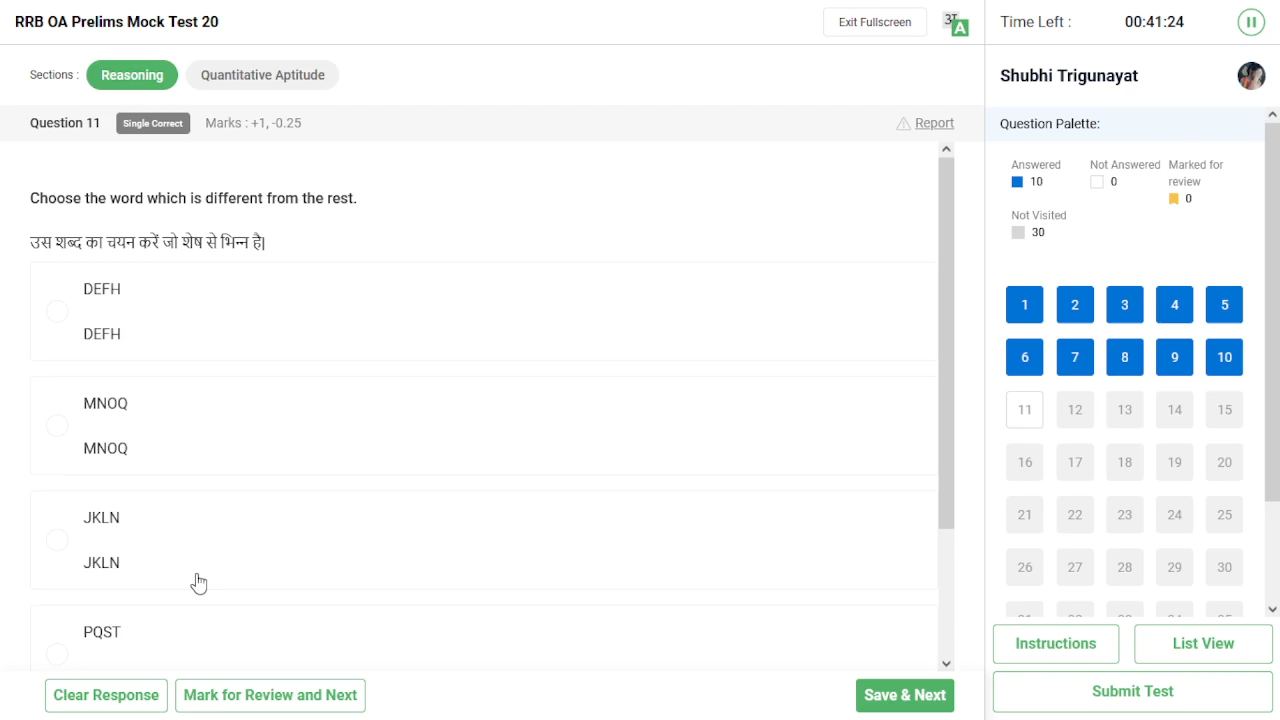 RRB OA Prelims Mock Test 20
Exit Fullscreen
अ A
Time Left :
00:41:24
Sections :
Reasoning
Quantitative Aptitude
Shubhi Trigunayat
Question 11
Single Correct
Marks : +1, -0.25
Report
Question Palette:
Choose the word which is different from the rest.
उस शब्द का चयन करें जो शेष से भिन्न है|
DEFH
DEFH
MNOQ
MNOQ
JKLN
JKLN
PQST
Clear Response
Mark for Review and Next
Save & Next
Answered
10
Not Answered
0
Marked for
review
0
Not Visited
30
1 2 3 4 5
6 7 8 9 10
11 12 13 14 15
16 17 18 19 20
21 22 23 24 25
26 27 28 29 30
Instructions
List View
Submit Test